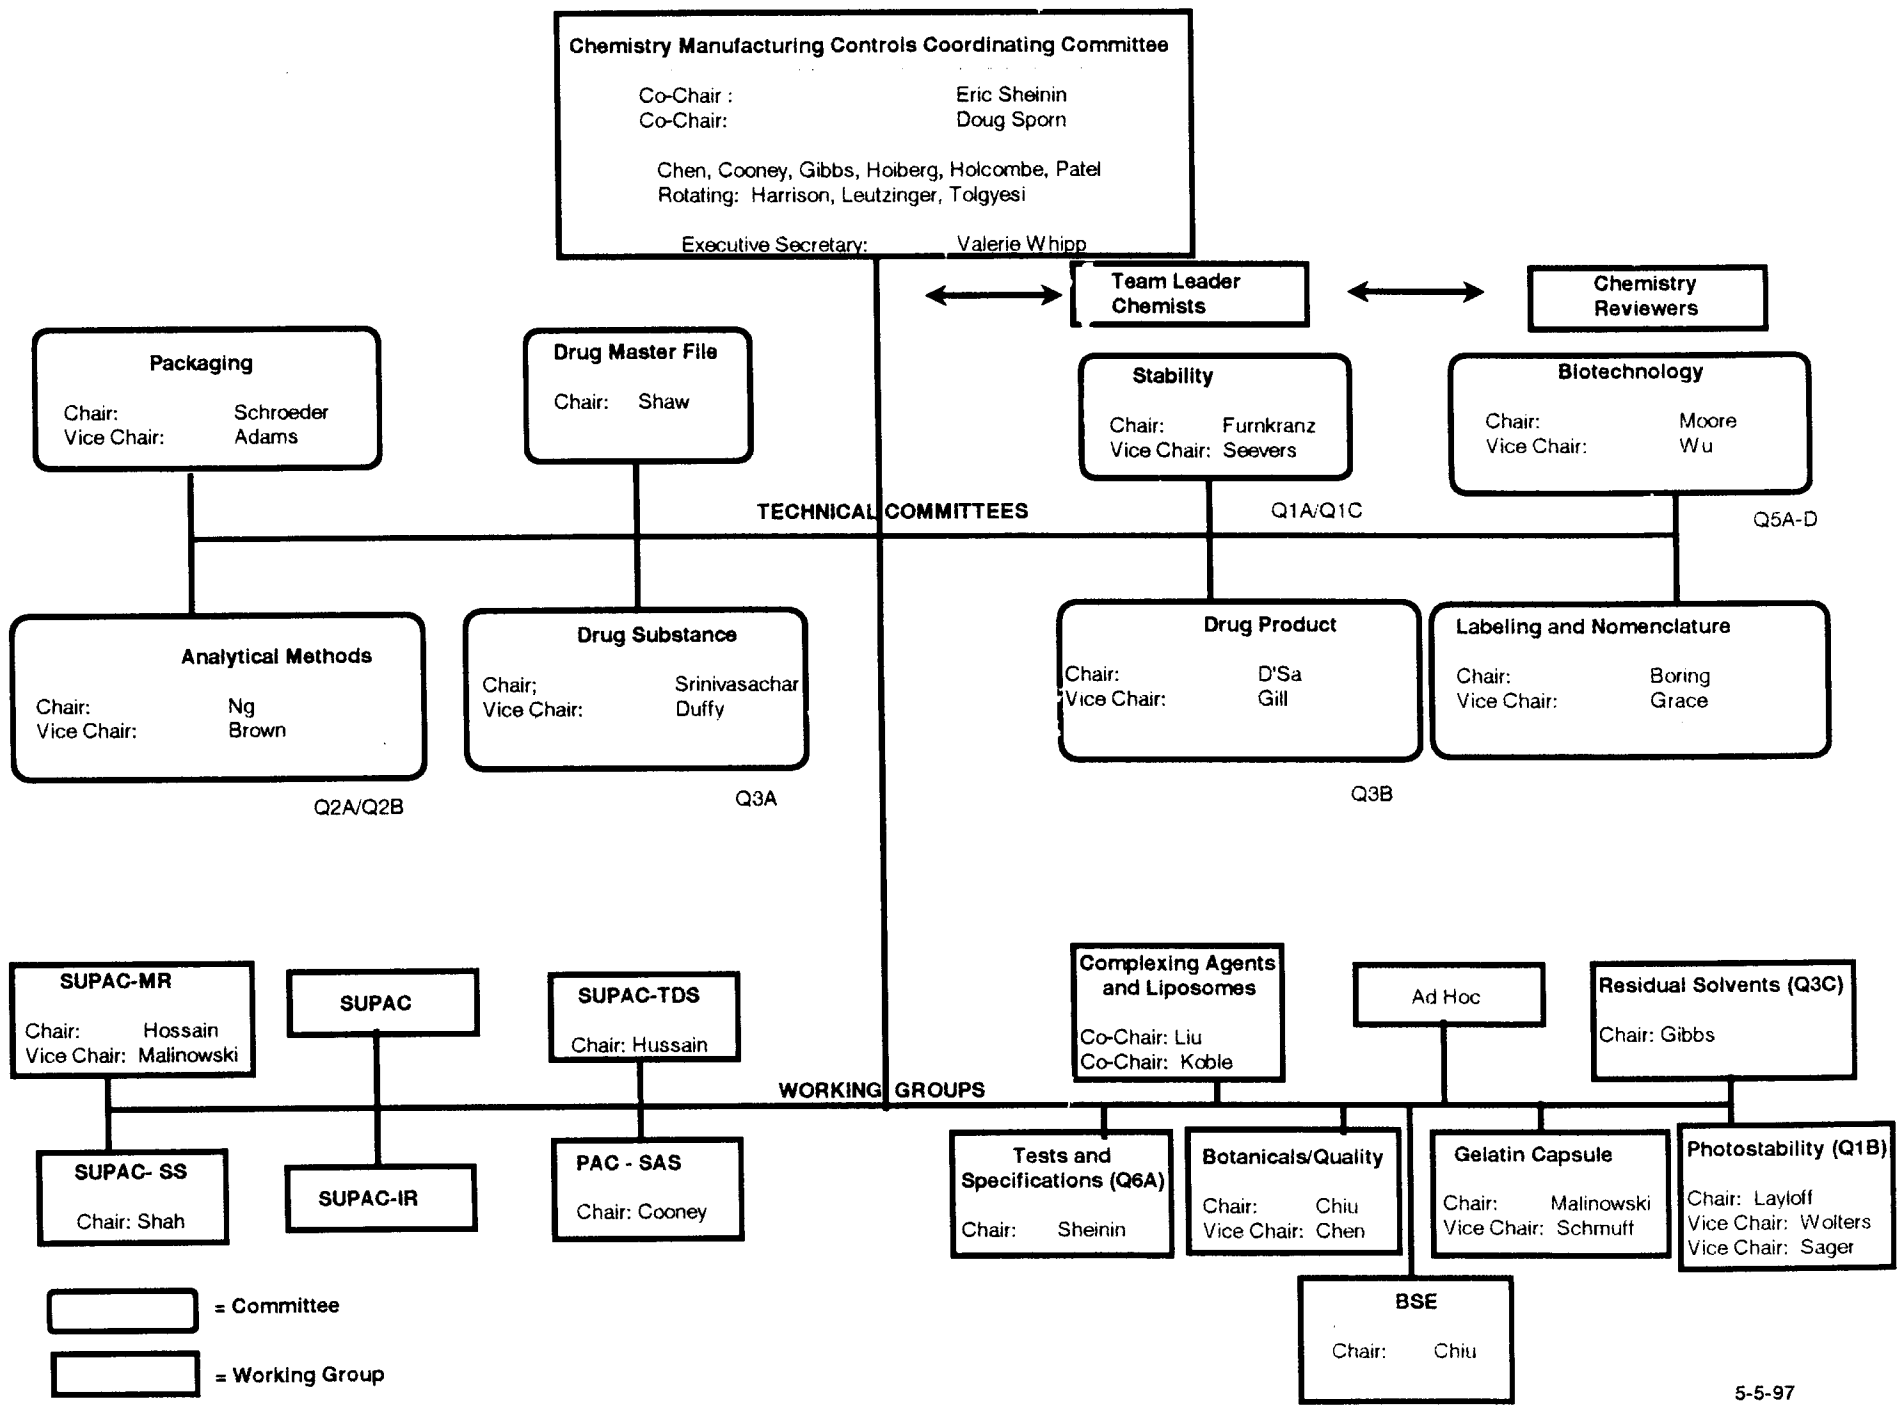 Chemistry Manufacturing Controls Coordinating Committee
Co-Chair : Eric Sheinin
Co-Chair: Doug Sporn
Chen, Cooney, Gibbs, Hoiberg, Holcombe, Patel
Rotating: Harrison, Leutzinger, Tolgyesi
Executive Secretary: Valerie Whipp
Team Leader
Chemists
Chemistry
Reviewers
Packaging
Chair: Schroeder
Vice Chair: Adams
Drug Master File
Chair: Shaw
Stability
Chair: Furnkranz
Vice Chair: Seevers
Q1A/Q1C
Biotechnology
Chair: Moore
Vice Chair: Wu
Q5A-D
TECHNICAL COMMITTEES
Analytical Methods
Chair: Ng
Vice Chair: Brown
Q2A/Q2B
Drug Substance
Chair; Srinivasachar
Vice Chair: Duffy
Q3A
Drug Product
Chair: D'Sa
Vice Chair: Gill
Q3B
Labeling and Nomenclature
Chair: Boring
Vice Chair: Grace
SUPAC-MR
Chair: Hossain
Vice Chair: Malinowski
SUPAC
SUPAC-TDS
Chair: Hussain
Complexing Agents
and Liposomes
Co-Chair: Liu
Co-Chair: Koble
Ad Hoc
Residual Solvents (Q3C)
Chair: Gibbs
WORKING GROUPS
SUPAC- SS
Chair: Shah
SUPAC-IR
PAC - SAS
Chair: Cooney
Tests and
Specifications (Q6A)
Chair: Sheinin
Botanicals/Quality
Chair: Chiu
Vice Chair: Chen
Gelatin Capsule
Chair: Malinowski
Vice Chair: Schmuff
Photostability (Q1B)
Chair: Layloff
Vice Chair: Wolters
Vice Chair: Sager
BSE
Chair: Chiu
= Committee
= Working Group
5-5-97